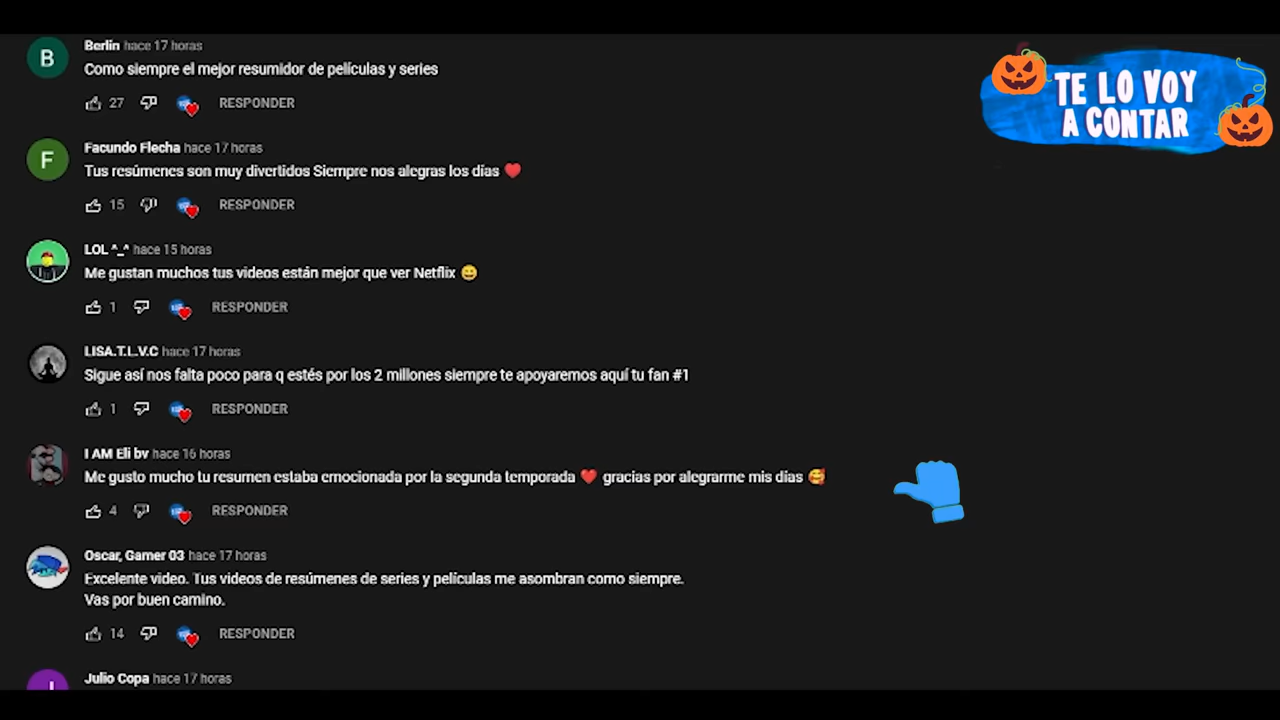 Berlín hace 17 horas
Como siempre el mejor resumidor de películas y series
27 RESPONDER
TE LO VOY
A CONTAR
B
Facundo Flecha hace 17 horas
Tus resúmenes son muy divertidos Siempre nos alegras los días ❤️
15 RESPONDER
F
LOL ^_^ hace 15 horas
Me gustan muchos tus videos están mejor que ver Netflix 😄
1 RESPONDER
LISA.T.L.V.C hace 17 horas
Sigue así nos falta poco para q estés por los 2 millones siempre te apoyaremos aquí tu fan #1
1 RESPONDER
I AM Eli bv hace 16 horas
Me gusto mucho tu resumen estaba emocionada por la segunda temporada ❤️ gracias por alegrarme mis días 🥰
4 RESPONDER
Oscar, Gamer 03 hace 17 horas
Excelente video. Tus videos de resúmenes de series y películas me asombran como siempre.
Vas por buen camino.
14 RESPONDER
Julio Copa hace 17 horas